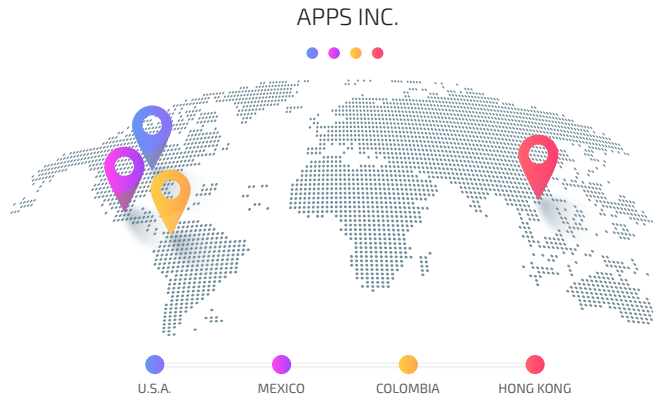 APPS INC.
U.S.A.
MEXICO
COLOMBIA
HONG KONG